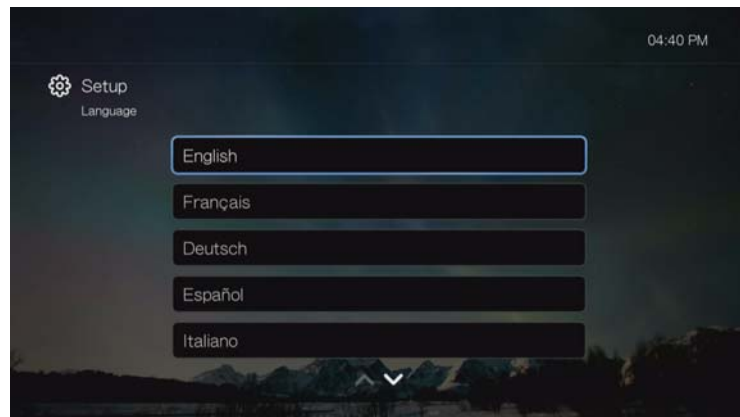 04:40 PM
Setup
Language
English
Français
Deutsch
Español
Italiano